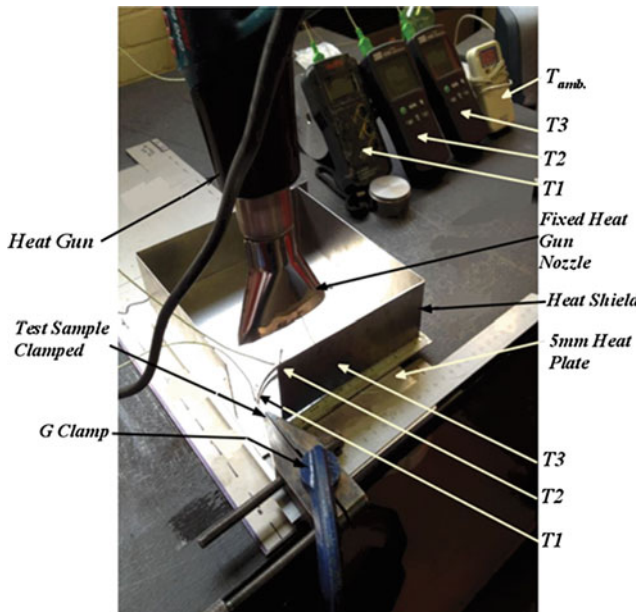 T amb.
T3
T2
T1
Fixed Heat
Gun
Nozzle
Heat Gun
Heat Shield
Test Sample
Clamped
5mm Heat
Plate
G Clamp
T3
T2
T1